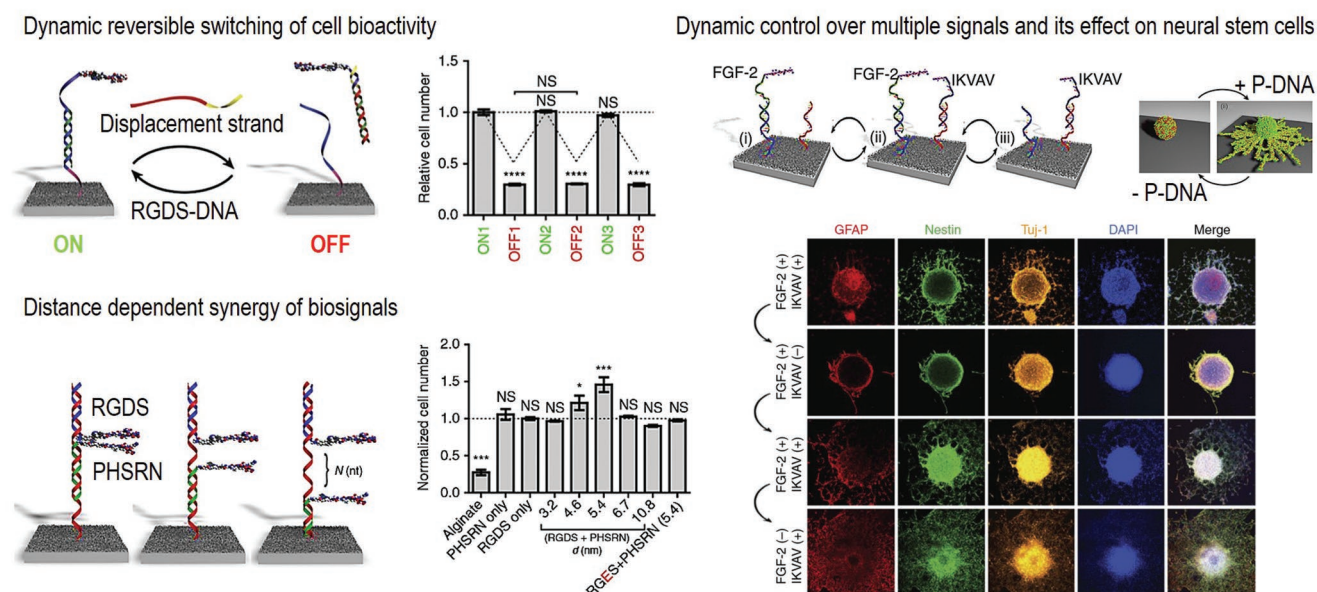 Dynamic reversible switching of cell bioactivity
Displacement strand
RGDS-DNA
ON
OFF
Relative cell number
1.5
1.0
0.5
0.0
NS
NS
NS
****
****
****
ON1
OFF1
ON2
OFF2
ON3
OFF3
Distance dependent synergy of biosignals
RGDS
PHSRN
N (nt)
Normalized cell number
2.0
1.5
1.0
0.5
0.0
***
NS
NS
NS
*
***
NS
NS
NS
Alginate
PHSRN only
RGDS only
3.2
4.6
5.4
6.7
10.8
RGES+PHSRN (5.4)
(RGDS + PHSRN)
d (nm)
Dynamic control over multiple signals and its effect on neural stem cells
FGF-2
FGF-2
IKVAV
IKVAV
(i)
(ii)
(iii)
+ P-DNA
(i)
- P-DNA
GFAP
Nestin
Tuj-1
DAPI
Merge
FGF-2 (+)
IKVAV (+)
FGF-2 (+)
IKVAV (–)
FGF-2 (+)
IKVAV (+)
FGF-2 (–)
IKVAV (+)